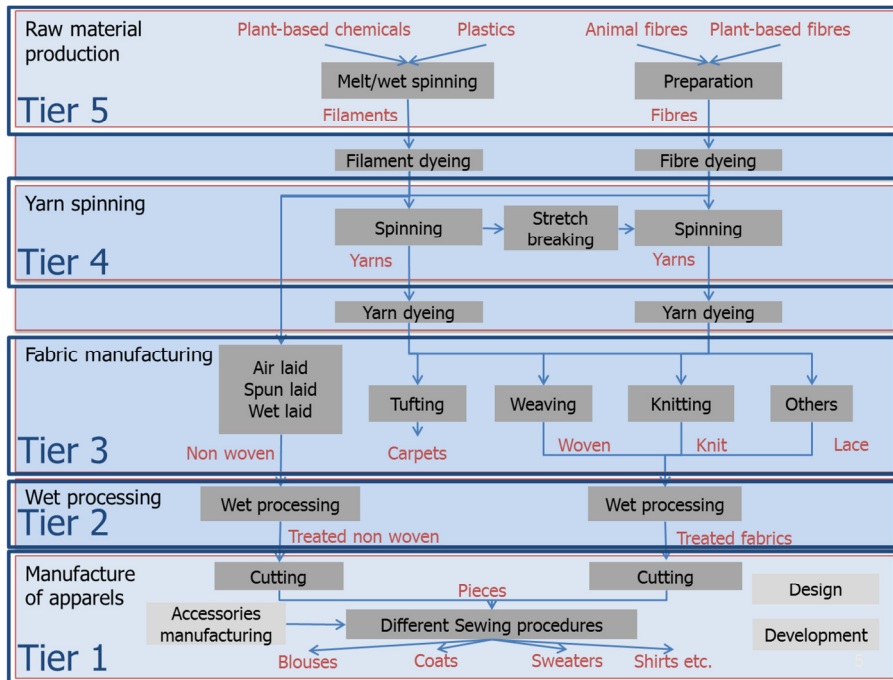 Raw material
production
Plant-based chemicals
Plastics
Animal fibres
Plant-based fibres
Melt/wet spinning
Preparation
Tier 5
Filaments
Fibres
Filament dyeing
Fibre dyeing
Yarn spinning
Spinning
Stretch
breaking
Spinning
Tier 4
Yarns
Yarns
Yarn dyeing
Yarn dyeing
Fabric manufacturing
Air laid
Spun laid
Wet laid
Tufting
Weaving
Knitting
Others
Tier 3
Non woven
Carpets
Woven
Knit
Lace
Wet processing
Tier 2
Wet processing
Wet processing
Treated non woven
Treated fabrics
Manufacture
of apparels
Cutting
Cutting
Pieces
Design
Accessories
manufacturing
Different Sewing procedures
Development
Tier 1
Blouses
Coats
Sweaters
Shirts etc.